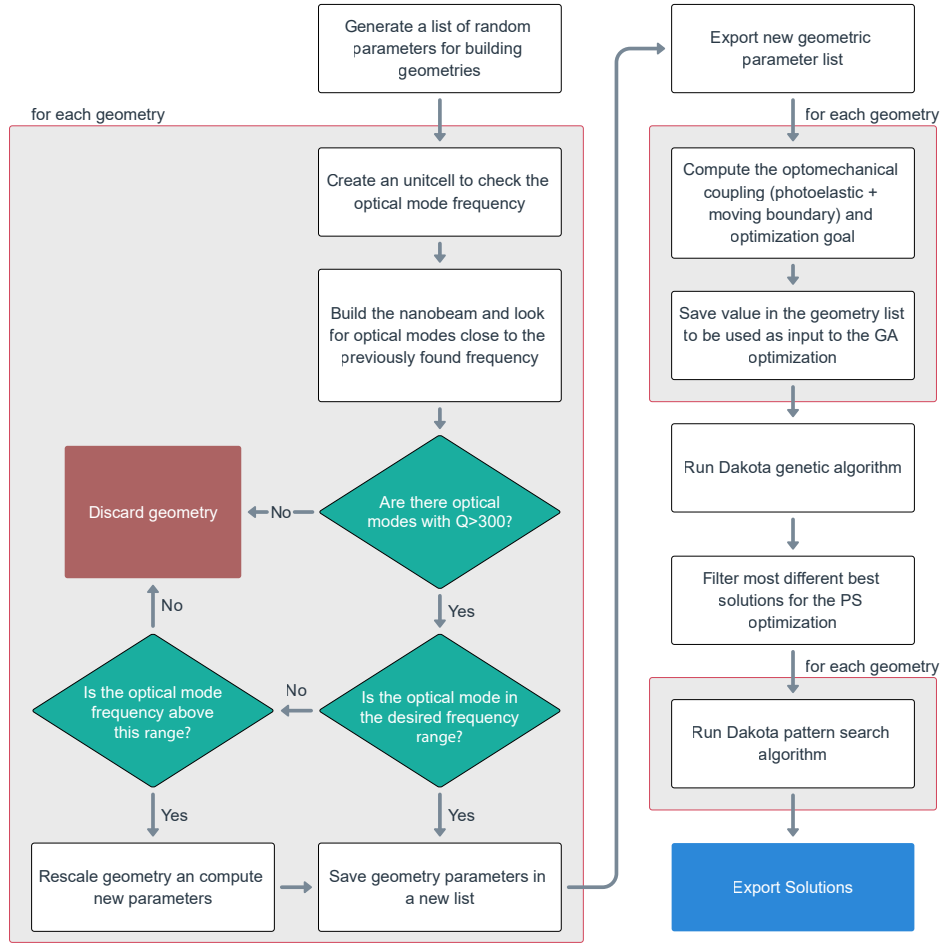 Generate a list of random
parameters for building
geometries
for each geometry
Create an unitcell to check the
optical mode frequency
Build the nanobeam and look
for optical modes close to the
previously found frequency
Are there optical
modes with Q>300?
No
Discard geometry
Yes
No
Is the optical mode in
the desired frequency
range?
No
Is the optical mode
frequency above
this range?
Yes
Yes
Rescale geometry an compute
new parameters
Save geometry parameters in
a new list
Export new geometric
parameter list
for each geometry
Compute the optomechanical
coupling (photoelastic +
moving boundary) and
optimization goal
Save value in the geometry list
to be used as input to the GA
optimization
Run Dakota genetic algorithm
Filter most different best
solutions for the PS
optimization
for each geometry
Run Dakota pattern search
algorithm
Export Solutions